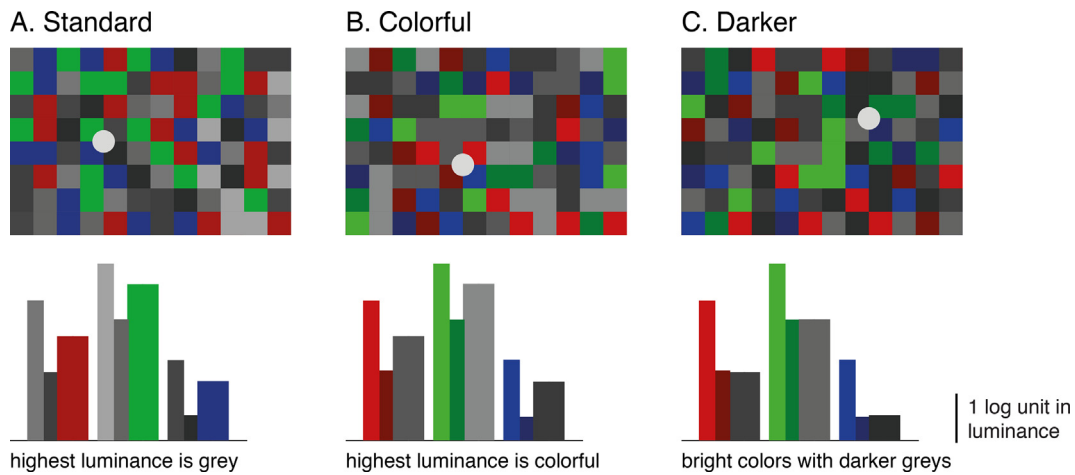 A. Standard
B. Colorful
C. Darker
1 log unit in
luminance
highest luminance is grey
highest luminance is colorful
bright colors with darker greys